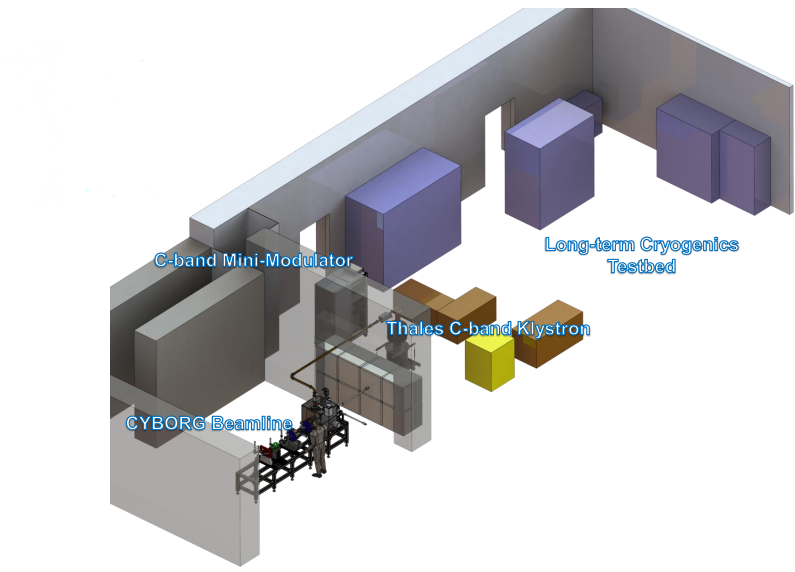 Long-term Cryogenics
Testbed
C-band Mini-Modulator
Thales C-band Klystron
CYBORG Beamline